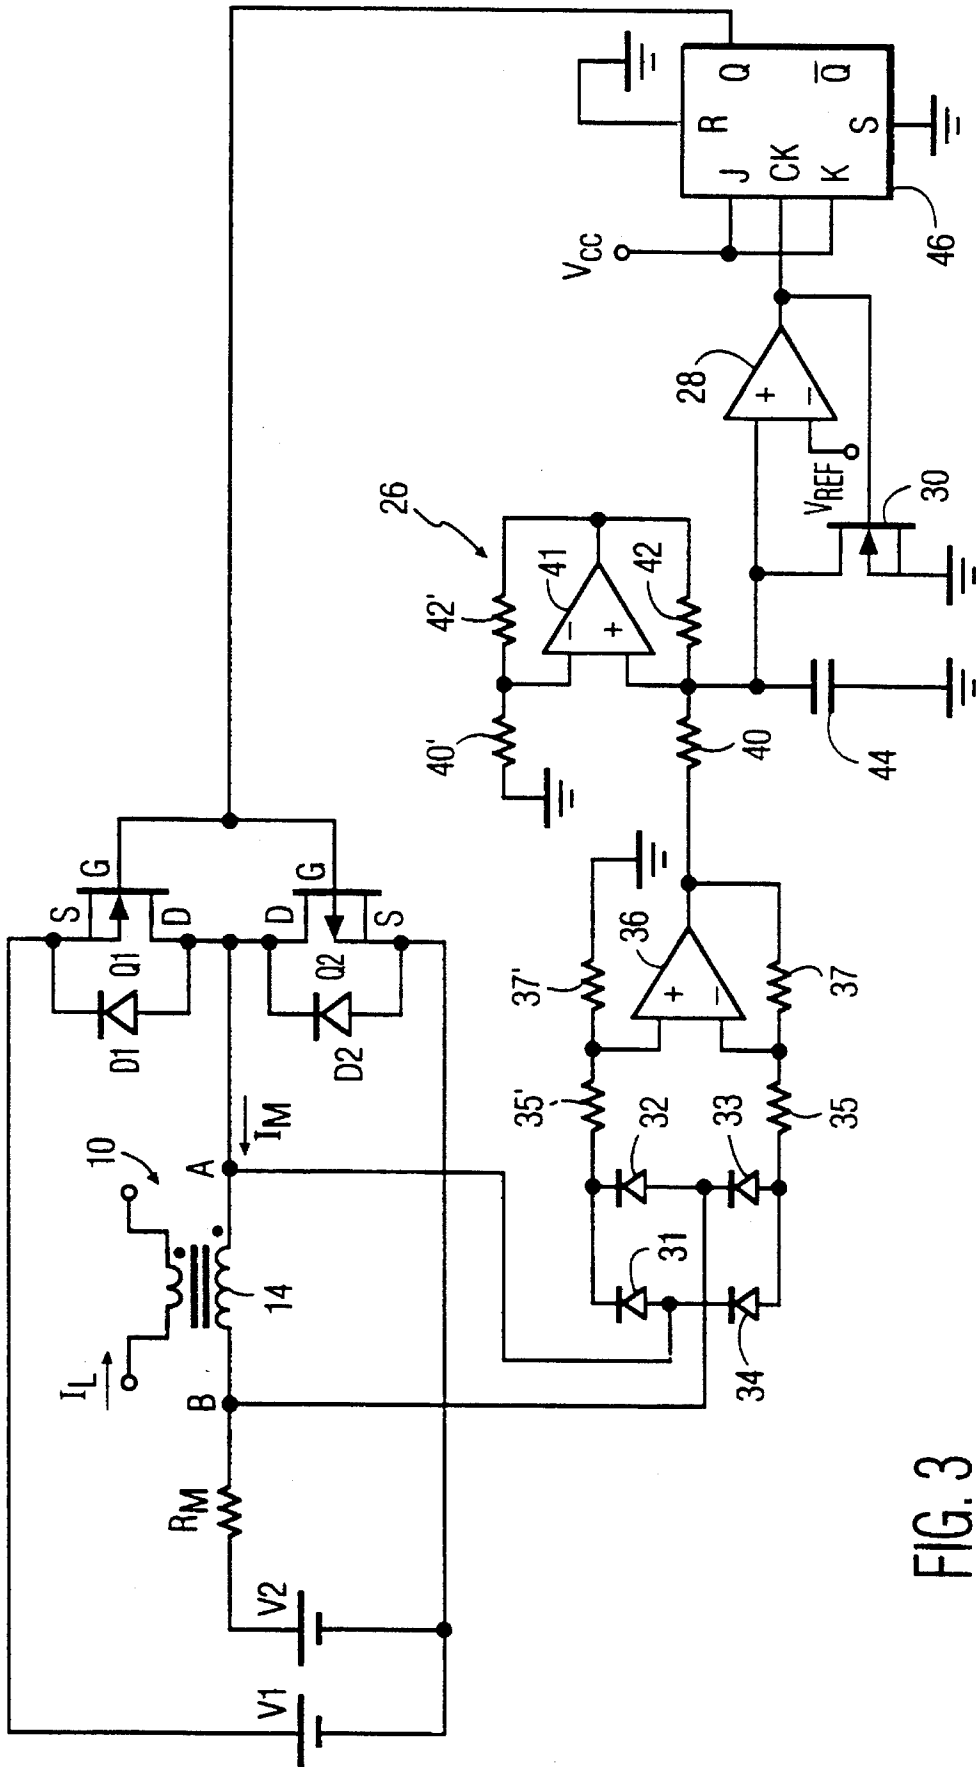 V1
V2
R_M
B
A
I_L
10
14
I_M
D1
Q1
S
G
D
D2
Q2
D
G
S
31
32
33
34
35'
35
37'
37
36
+
−
40'
40
42'
42
41
−
+
26
44
V_REF
30
28
+
−
V_CC
J
CK
K
R
S
Q
Q̅
46
FIG. 3